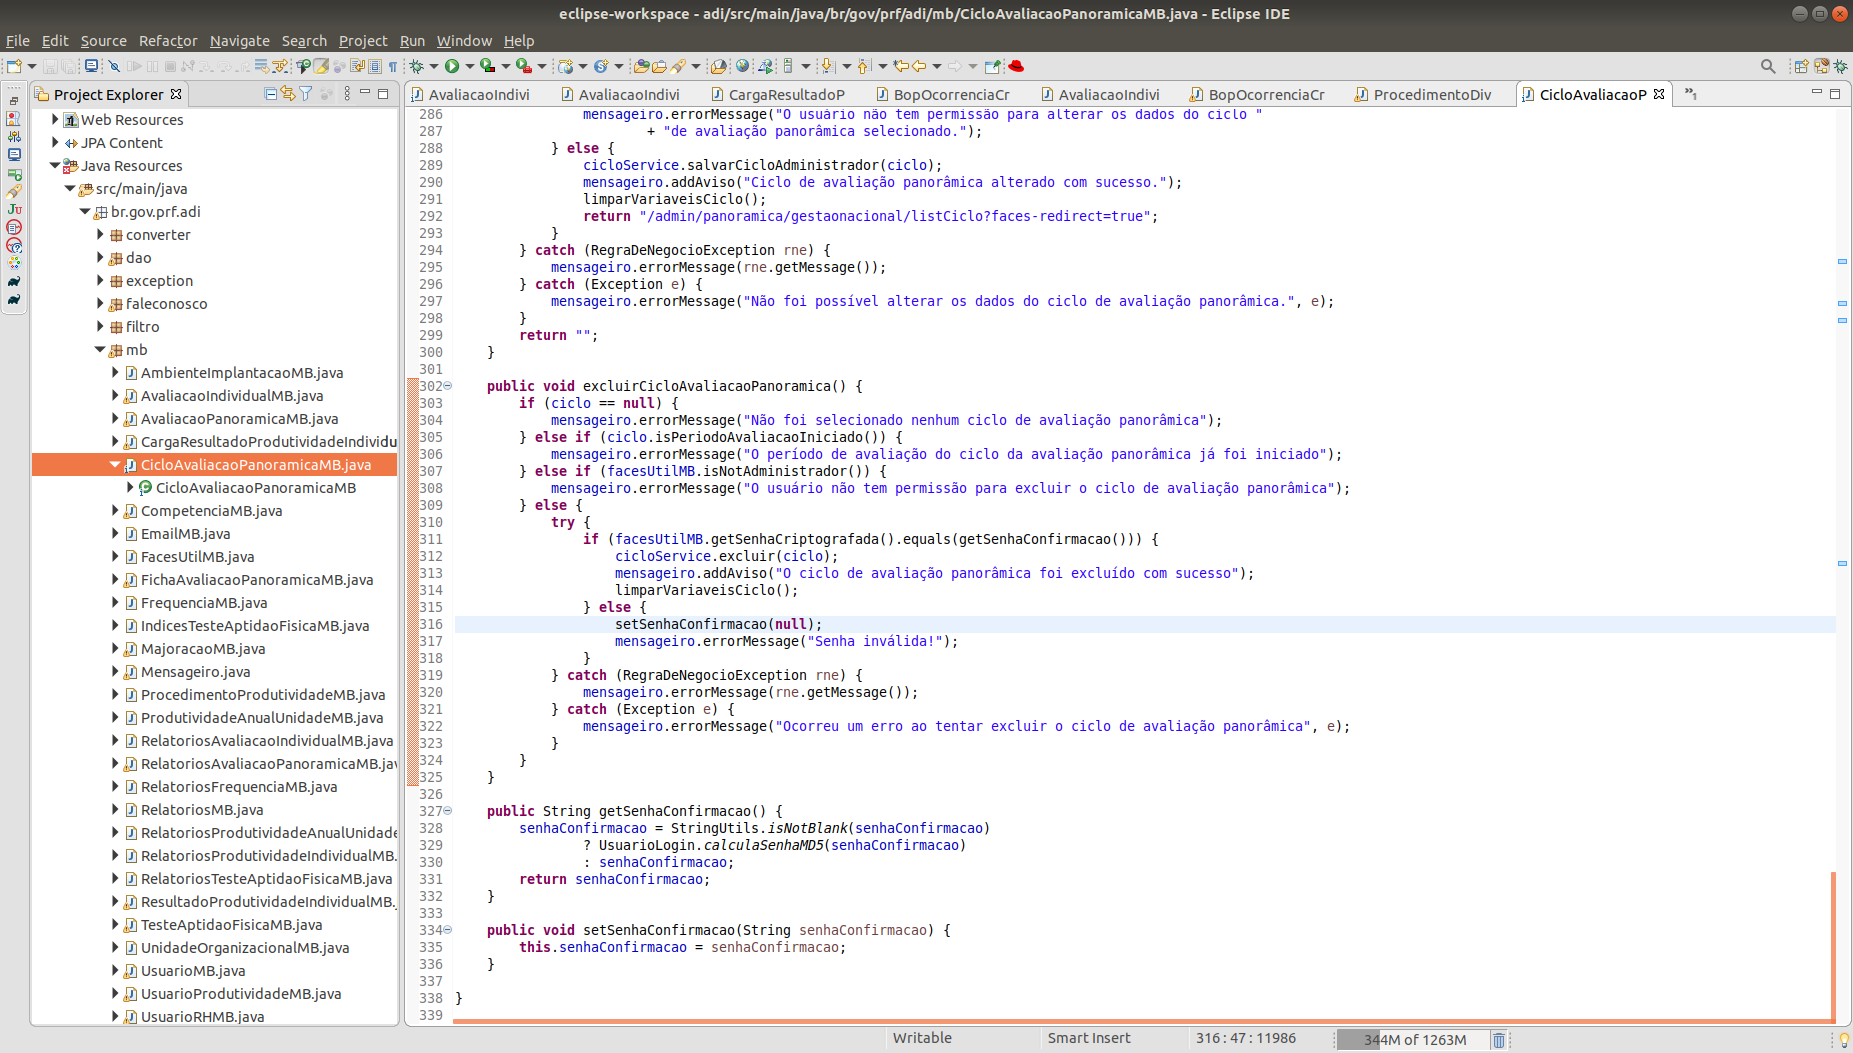 eclipse-workspace - adi/src/main/java/br/gov/prf/adi/mb/CicloAvaliacaoPanoramicaMB.java - Eclipse IDE
File Edit Source Refactor Navigate Search Project Run Window Help
Project Explorer
Web Resources
JPA Content
Java Resources
src/main/java
br.gov.prf.adi
converter
dao
exception
faleconosco
filtro
mb
AmbienteImplantacaoMB.java
AvaliacaoIndividualMB.java
AvaliacaoPanoramicaMB.java
CargaResultadoProdutividadeIndividu
CicloAvaliacaoPanoramicaMB.java
CicloAvaliacaoPanoramicaMB
CompetenciaMB.java
EmailMB.java
FacesUtilMB.java
FichaAvaliacaoPanoramicaMB.java
FrequenciaMB.java
IndicesTesteAptidaoFisicaMB.java
MajoracaoMB.java
Mensageiro.java
ProcedimentoProdutividadeMB.java
ProdutividadeAnualUnidadeMB.java
RelatoriosAvaliacaoIndividualMB.java
RelatoriosAvaliacaoPanoramicaMB.jav
RelatoriosFrequenciaMB.java
RelatoriosMB.java
RelatoriosProdutividadeAnualUnidade
RelatoriosProdutividadeIndividualMB.
RelatoriosTesteAptidaoFisicaMB.java
ResultadoProdutividadeIndividualMB.
TesteAptidaoFisicaMB.java
UnidadeOrganizacionalMB.java
UsuarioMB.java
UsuarioProdutividadeMB.java
UsuarioRHMB.java
AvaliacaoIndivi AvaliacaoIndivi CargaResultadoP BopOcorrenciaCr AvaliacaoIndivi BopOcorrenciaCr ProcedimentoDiv CicloAvaliacaoP »1
286 mensageiro.errorMessage("O usuário não tem permissão para alterar os dados do ciclo "
287 + "de avaliação panorâmica selecionado.");
288 } else {
289 cicloService.salvarCicloAdministrador(ciclo);
290 mensageiro.addAviso("Ciclo de avaliação panorâmica alterado com sucesso.");
291 limparVariaveisCiclo();
292 return "/admin/panoramica/gestaonacional/listCiclo?faces-redirect=true";
293 }
294 } catch (RegraDeNegocioException rne) {
295 mensageiro.errorMessage(rne.getMessage());
296 } catch (Exception e) {
297 mensageiro.errorMessage("Não foi possível alterar os dados do ciclo de avaliação panorâmica.", e);
298 }
299 return "";
300 }
301
302 public void excluirCicloAvaliacaoPanoramica() {
303 if (ciclo == null) {
304 mensageiro.errorMessage("Não foi selecionado nenhum ciclo de avaliação panorâmica");
305 } else if (ciclo.isPeriodoAvaliacaoIniciado()) {
306 mensageiro.errorMessage("O período de avaliação do ciclo da avaliação panorâmica já foi iniciado");
307 } else if (facesUtilMB.isNotAdministrador()) {
308 mensageiro.errorMessage("O usuário não tem permissão para excluir o ciclo de avaliação panorâmica");
309 } else {
310 try {
311 if (facesUtilMB.getSenhaCriptografada().equals(getSenhaConfirmacao())) {
312 cicloService.excluir(ciclo);
313 mensageiro.addAviso("O ciclo de avaliação panorâmica foi excluído com sucesso");
314 limparVariaveisCiclo();
315 } else {
316 setSenhaConfirmacao(null);
317 mensageiro.errorMessage("Senha inválida!");
318 }
319 } catch (RegraDeNegocioException rne) {
320 mensageiro.errorMessage(rne.getMessage());
321 } catch (Exception e) {
322 mensageiro.errorMessage("Ocorreu um erro ao tentar excluir o ciclo de avaliação panorâmica", e);
323 }
324 }
325 }
326
327 public String getSenhaConfirmacao() {
328 senhaConfirmacao = StringUtils.isNotBlank(senhaConfirmacao)
329 ? UsuarioLogin.calculaSenhaMD5(senhaConfirmacao)
330 : senhaConfirmacao;
331 return senhaConfirmacao;
332 }
333
334 public void setSenhaConfirmacao(String senhaConfirmacao) {
335 this.senhaConfirmacao = senhaConfirmacao;
336 }
337
338 }
339
Writable Smart Insert 316 : 47 : 11986 344M of 1263M